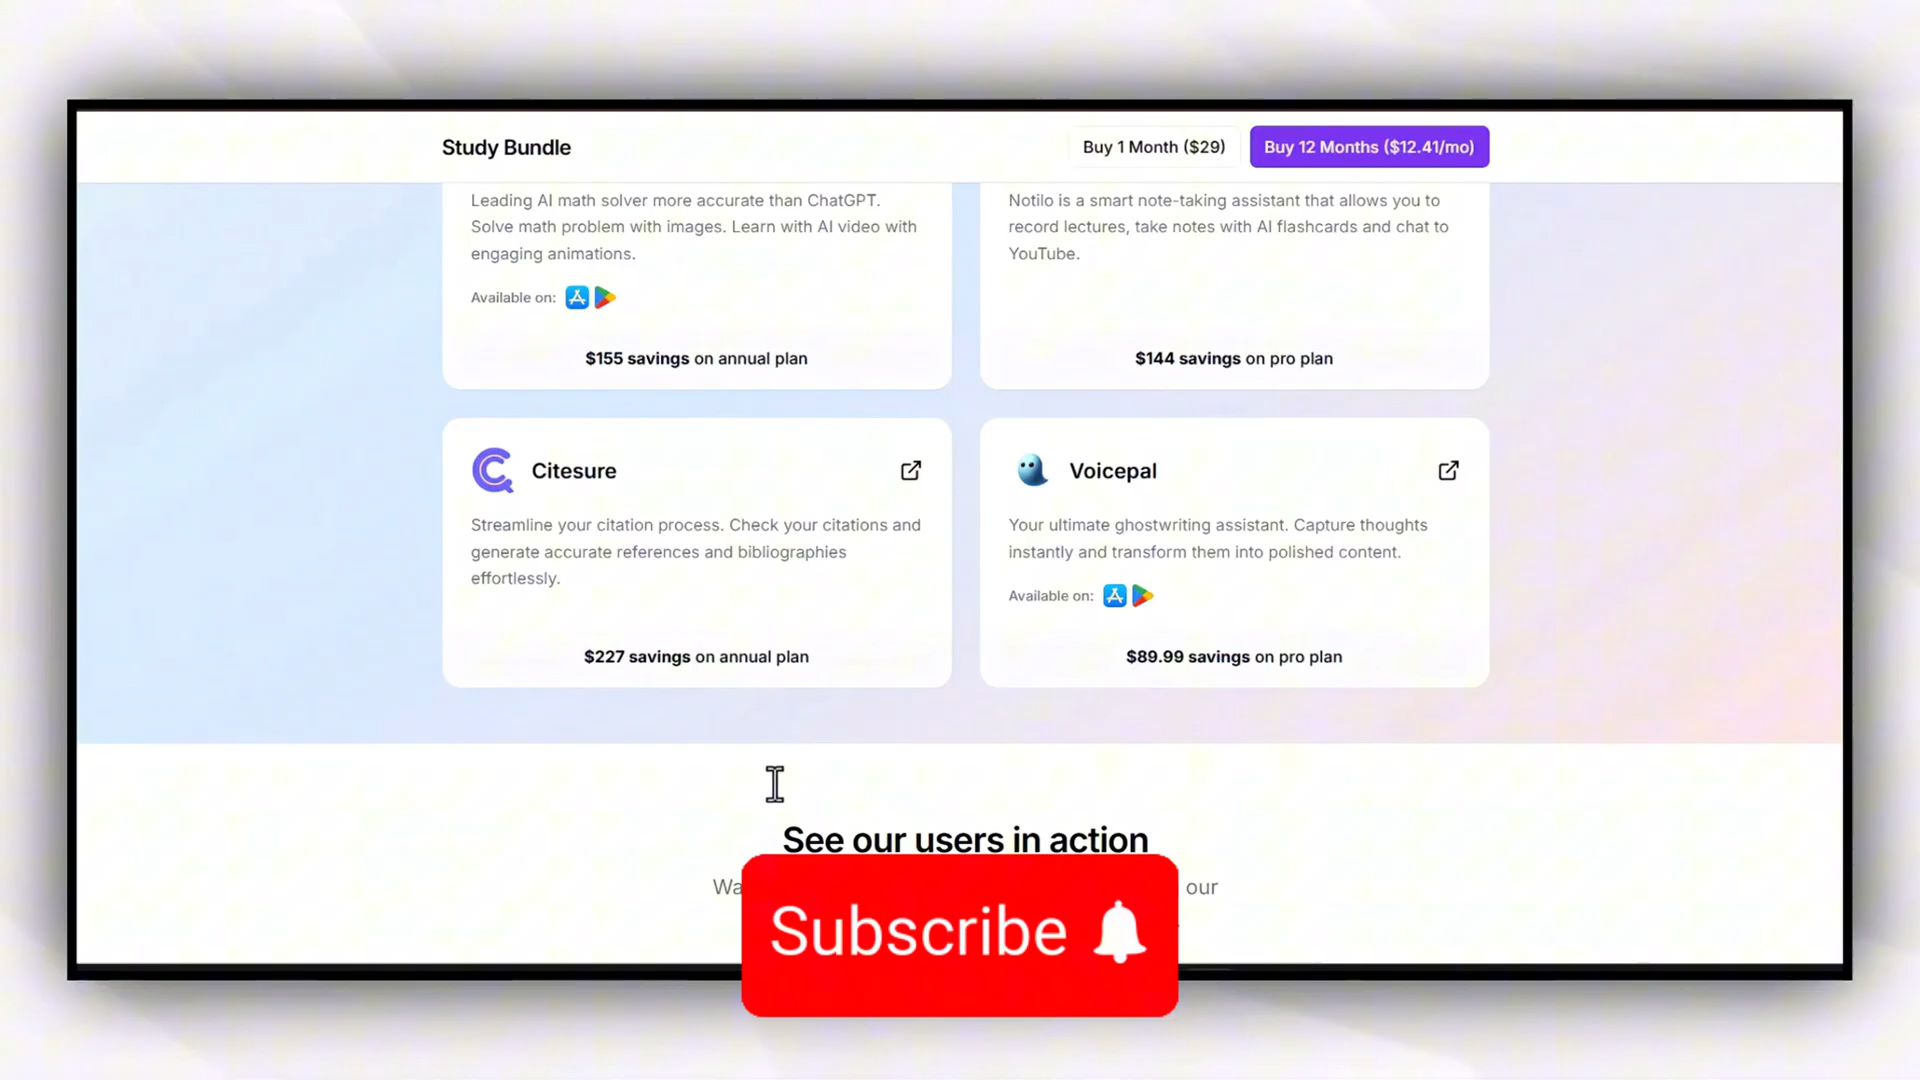 Study Bundle
Buy 1 Month ($29)
Buy 12 Months ($12.41/mo)
Leading AI math solver more accurate than ChatGPT.
Solve math problem with images. Learn with AI video with
engaging animations.
Available on:
$155 savings on annual plan
Notilo is a smart note-taking assistant that allows you to
record lectures, take notes with AI flashcards and chat to
YouTube.
$144 savings on pro plan
Citesure
Streamline your citation process. Check your citations and
generate accurate references and bibliographies
effortlessly.
$227 savings on annual plan
Voicepal
Your ultimate ghostwriting assistant. Capture thoughts
instantly and transform them into polished content.
Available on:
$89.99 savings on pro plan
See our users in action
our
Subscribe